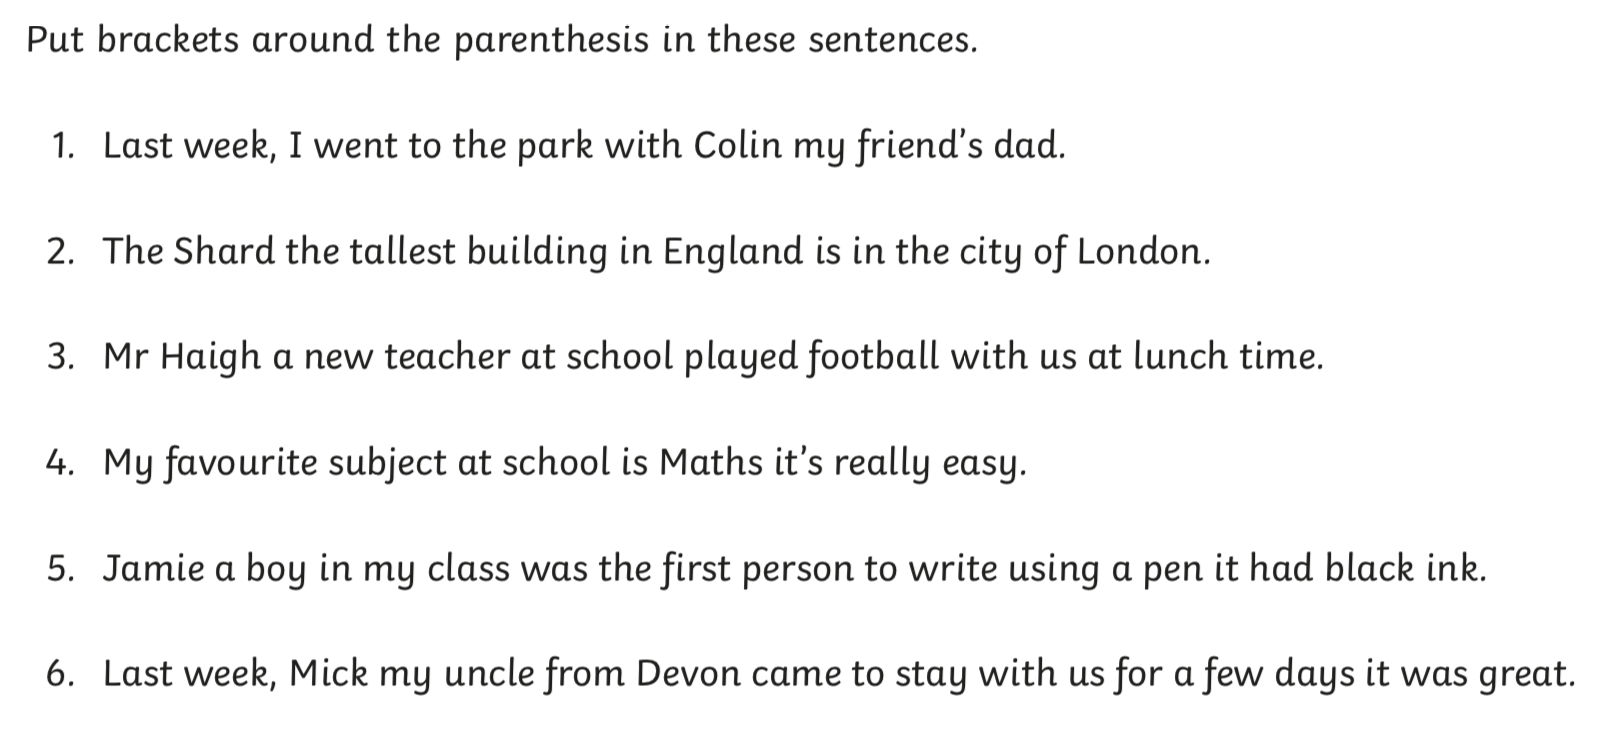 Put brackets around the parenthesis in these sentences.
1. Last week, I went to the park with Colin my friend’s dad.
2. The Shard the tallest building in England is in the city of London.
3. Mr Haigh a new teacher at school played football with us at lunch time.
4. My favourite subject at school is Maths it’s really easy.
5. Jamie a boy in my class was the first person to write using a pen it had black ink.
6. Last week, Mick my uncle from Devon came to stay with us for a few days it was great.